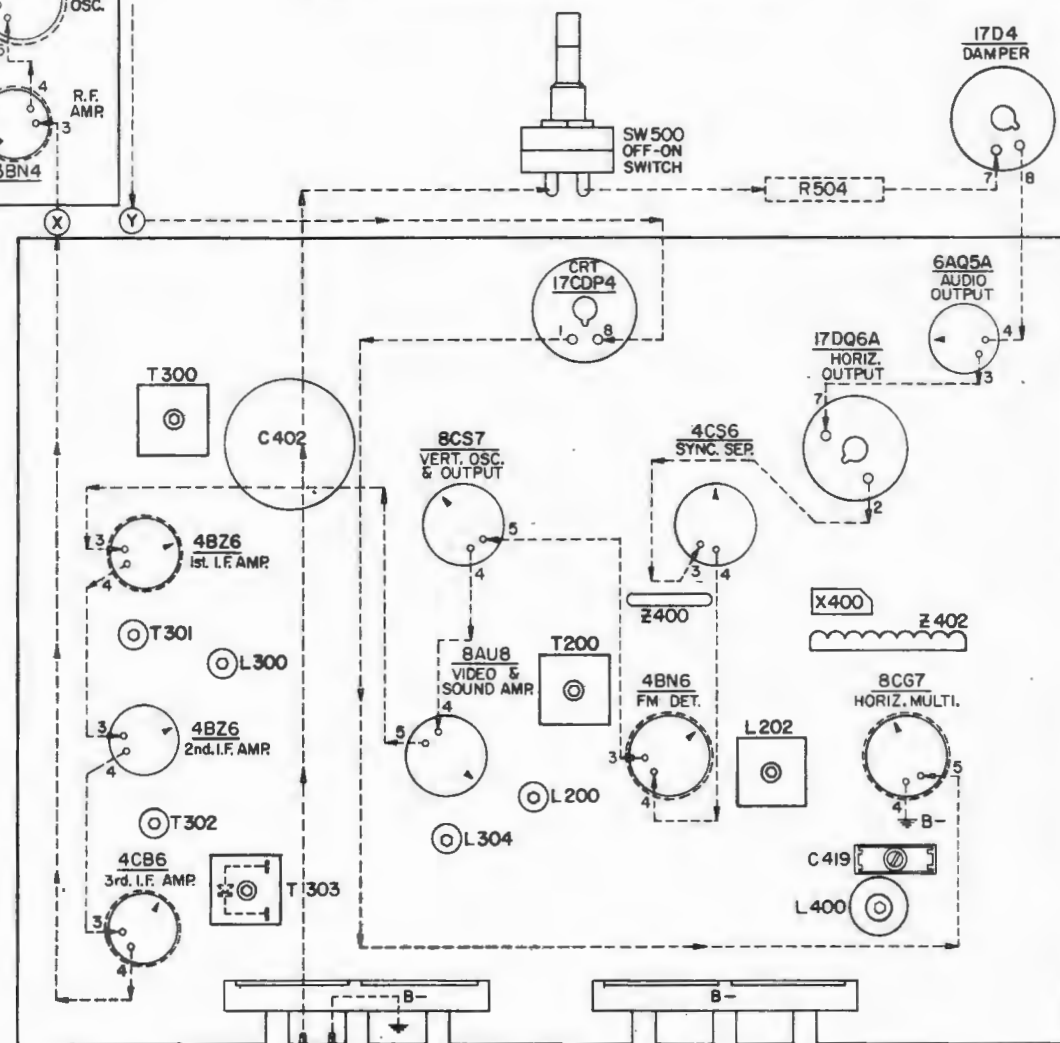 OSC.
4
R.F.
AMP.
3
6BN4
X
Y
SW 500
OFF-ON
SWITCH
R504
17D4
DAMPER
7
8
CRT
17CDP4
1
8
6AQ5A
AUDIO
OUTPUT
4
3
17DQ6A
HORIZ.
OUTPUT
7
2
T300
C402
8CS7
VERT. OSC.
& OUTPUT
5
4
4CS6
SYNC. SEP.
3
4
4BZ6
1st. I.F. AMP.
3
4
T301
L300
Z400
X400
Z402
8AU8
VIDEO &
SOUND AMP.
4
5
T200
4BN6
FM DET.
3
4
8CG7
HORIZ. MULTI.
5
4
B-
L202
4BZ6
2nd. I.F. AMP.
3
4
T302
L200
L304
4CB6
3rd. I.F. AMP.
3
4
T303
C419
L400
B-
B-